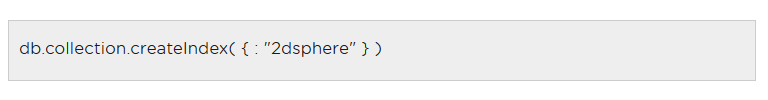 db.collection.createIndex( { : "2dsphere" } )